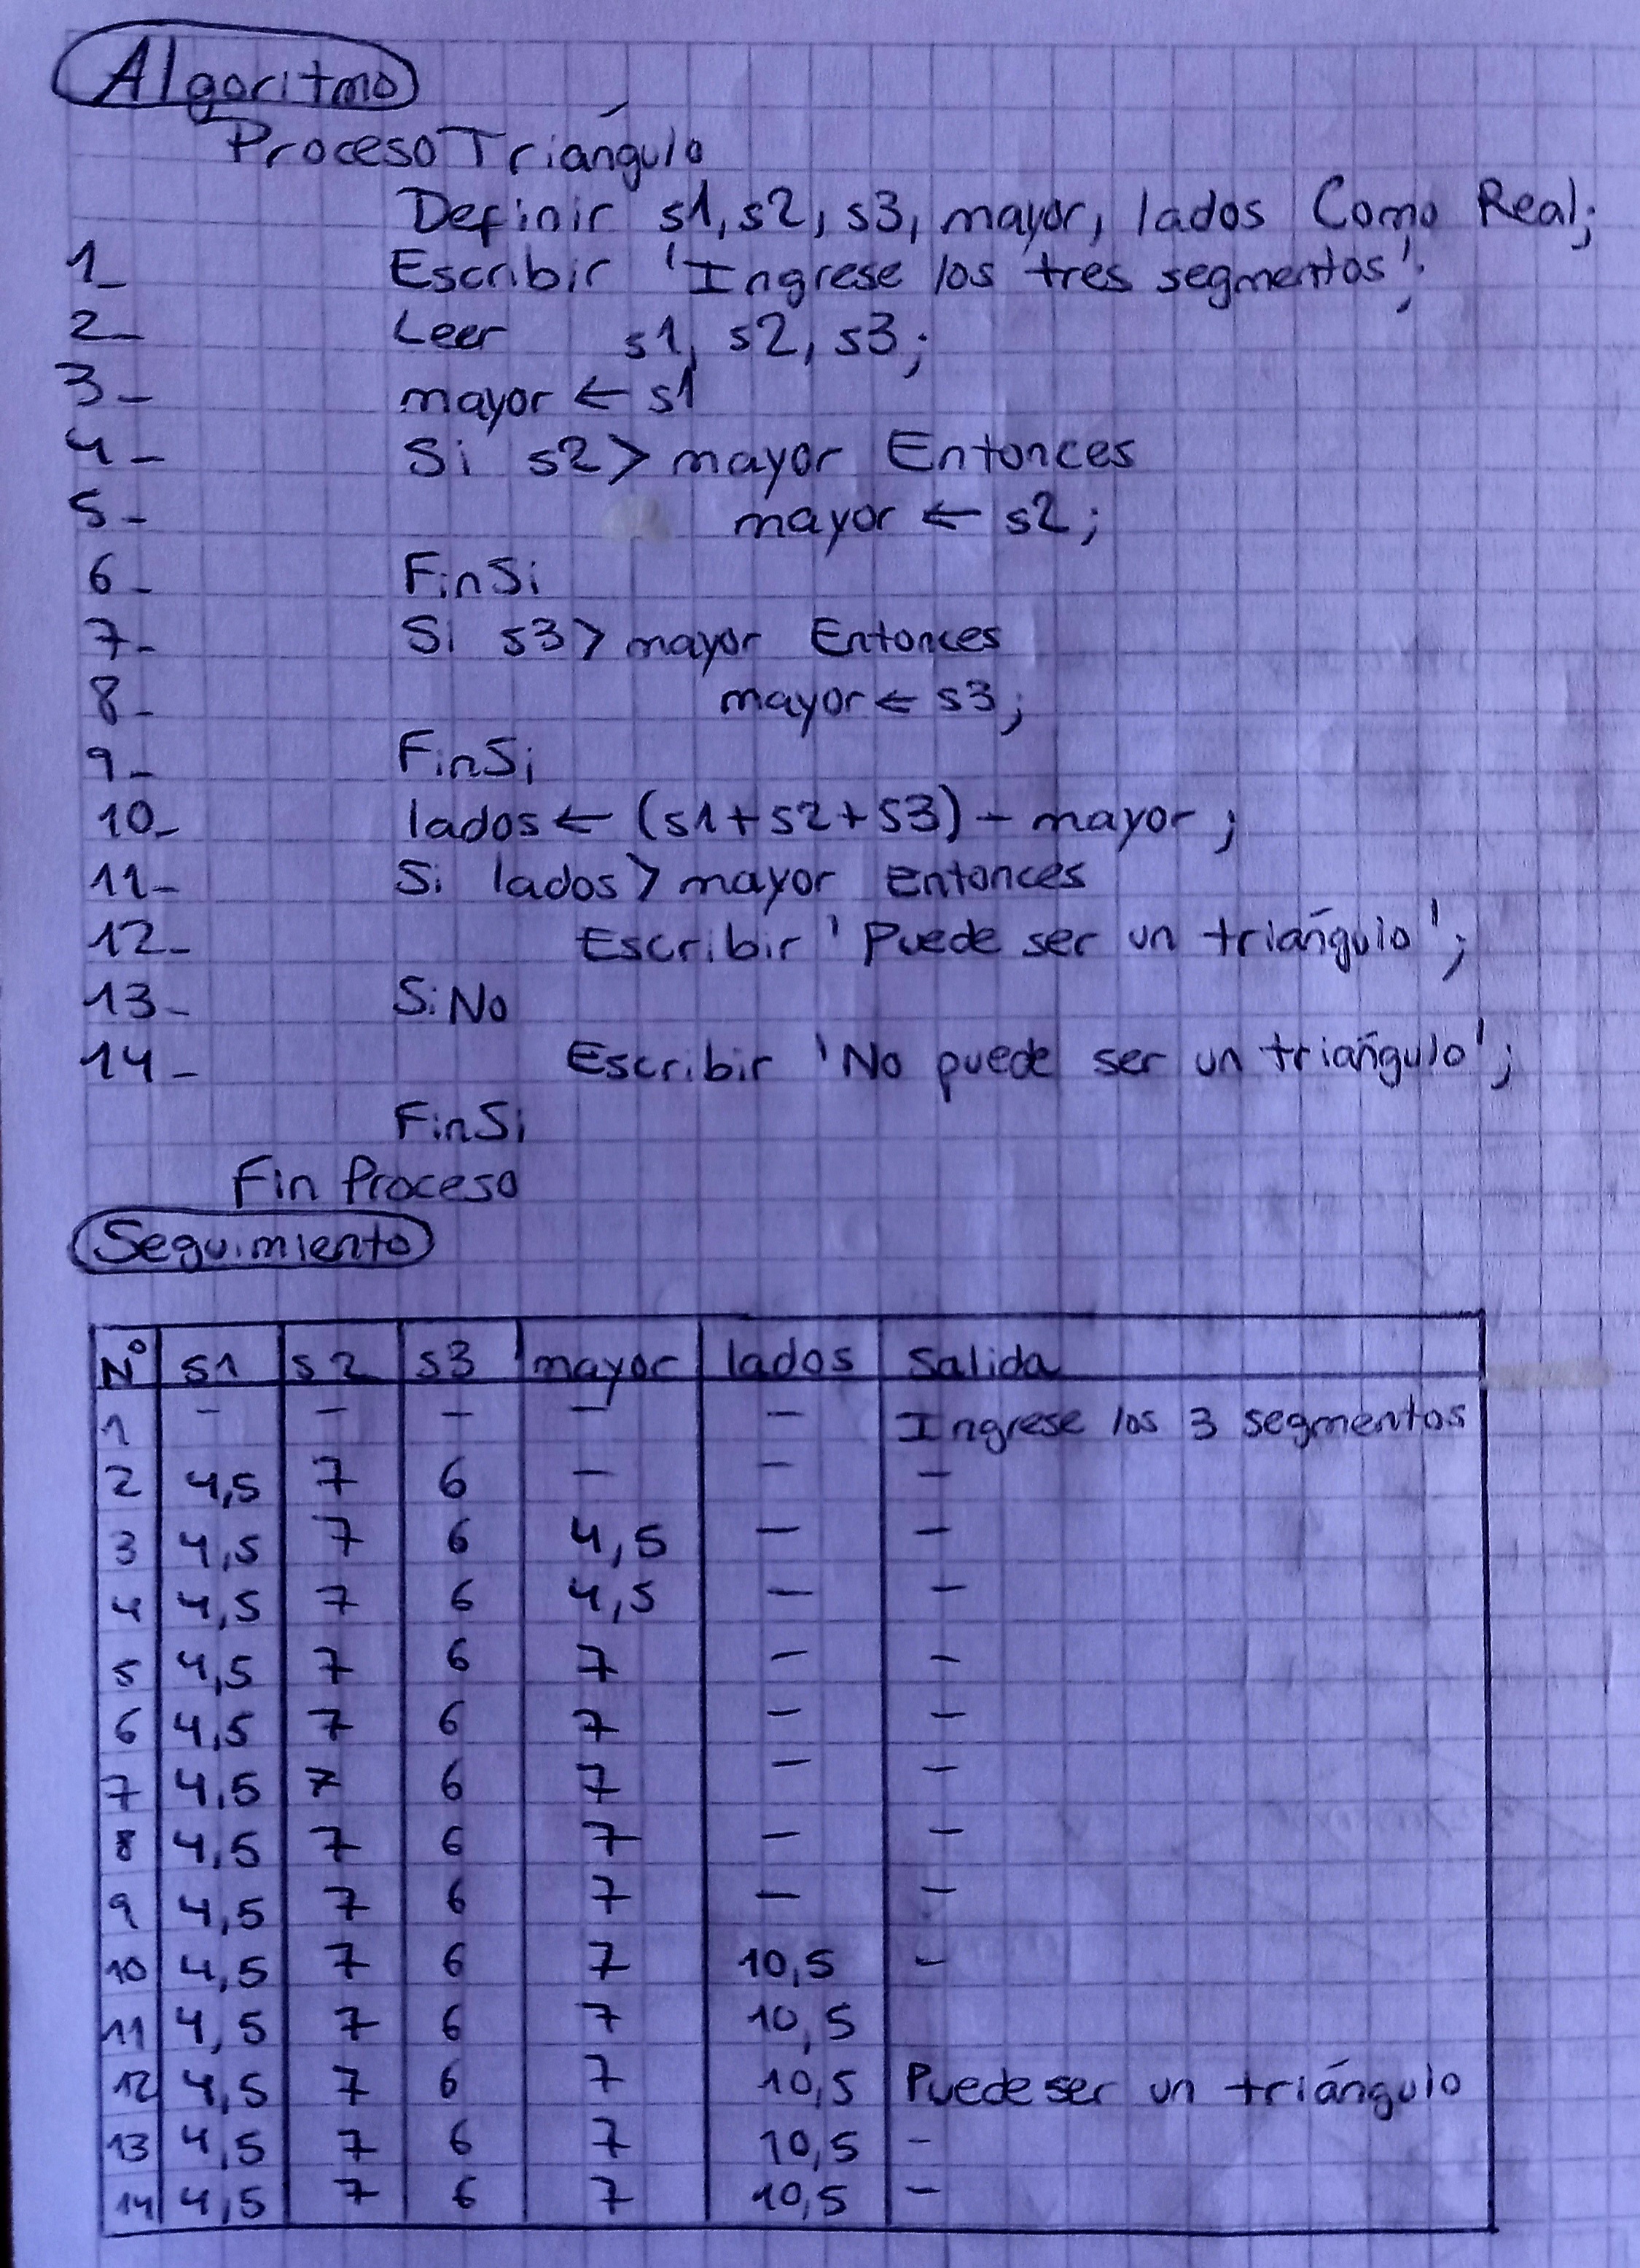 Algoritmo
Proceso Triángulo
Definir s1, s2, s3, mayor, lados Como Real;
1_ Escribir 'Ingrese los tres segmentos';
2_ Leer s1, s2, s3;
3_ mayor ← s1
4_ Si s2 > mayor Entonces
5_ mayor ← s2;
6_ FinSi
7_ Si s3 > mayor Entonces
8_ mayor ← s3;
9_ FinSi
10_ lados ← (s1+s2+s3) - mayor;
11_ Si lados > mayor entonces
12_ Escribir 'Puede ser un triángulo';
13_ SiNo
14_ Escribir 'No puede ser un triángulo';
FinSi
Fin Proceso
Seguimiento
N° s1 s2 s3 mayor lados Salida
1 - - - - - Ingrese los 3 segmentos
2 4,5 7 6 - - -
3 4,5 7 6 4,5 - -
4 4,5 7 6 4,5 - -
5 4,5 7 6 7 - -
6 4,5 7 6 7 - -
7 4,5 7 6 7 - -
8 4,5 7 6 7 - -
9 4,5 7 6 7 - -
10 4,5 7 6 7 10,5 -
11 4,5 7 6 7 10,5
12 4,5 7 6 7 10,5 Puede ser un triángulo
13 4,5 7 6 7 10,5 -
14 4,5 7 6 7 10,5 -